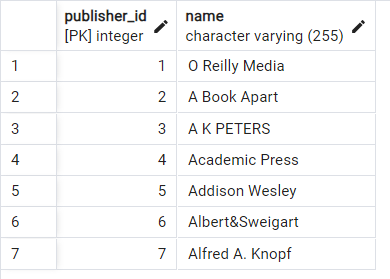 publisher_id name
[PK] integer character varying (255)
1 1 O Reilly Media
2 2 A Book Apart
3 3 A K PETERS
4 4 Academic Press
5 5 Addison Wesley
6 6 Albert&Sweigart
7 7 Alfred A. Knopf